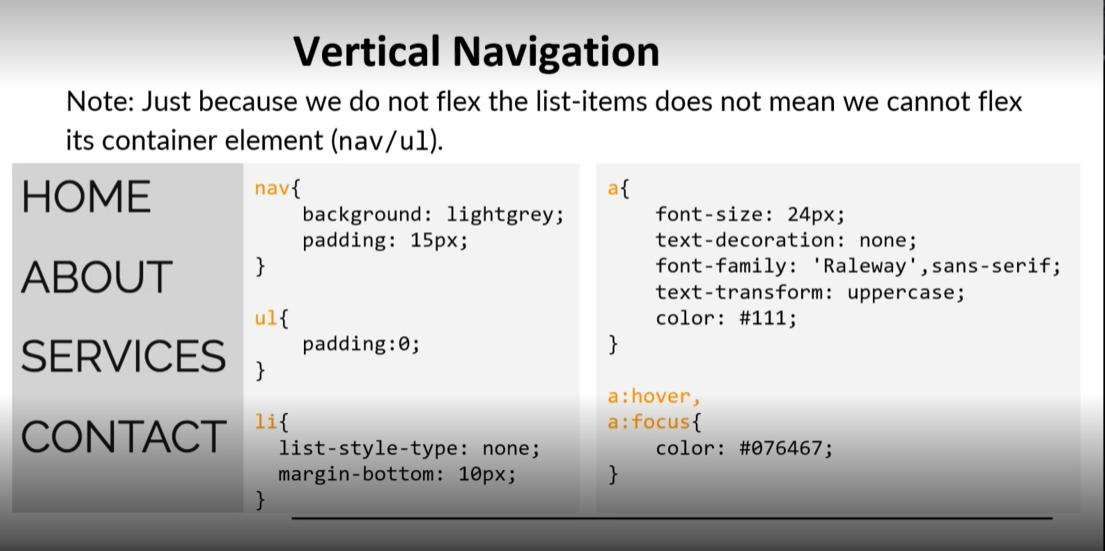 Vertical Navigation
Note: Just because we do not flex the list-items does not mean we cannot flex
its container element (nav/ul).
HOME
ABOUT
SERVICES
CONTACT
nav{
background: lightgrey;
padding: 15px;
}
ul{
padding:0;
}
li{
list-style-type: none;
margin-bottom: 10px;
}
a{
font-size: 24px;
text-decoration: none;
font-family: 'Raleway',sans-serif;
text-transform: uppercase;
color: #111;
}
a:hover,
a:focus{
color: #076467;
}